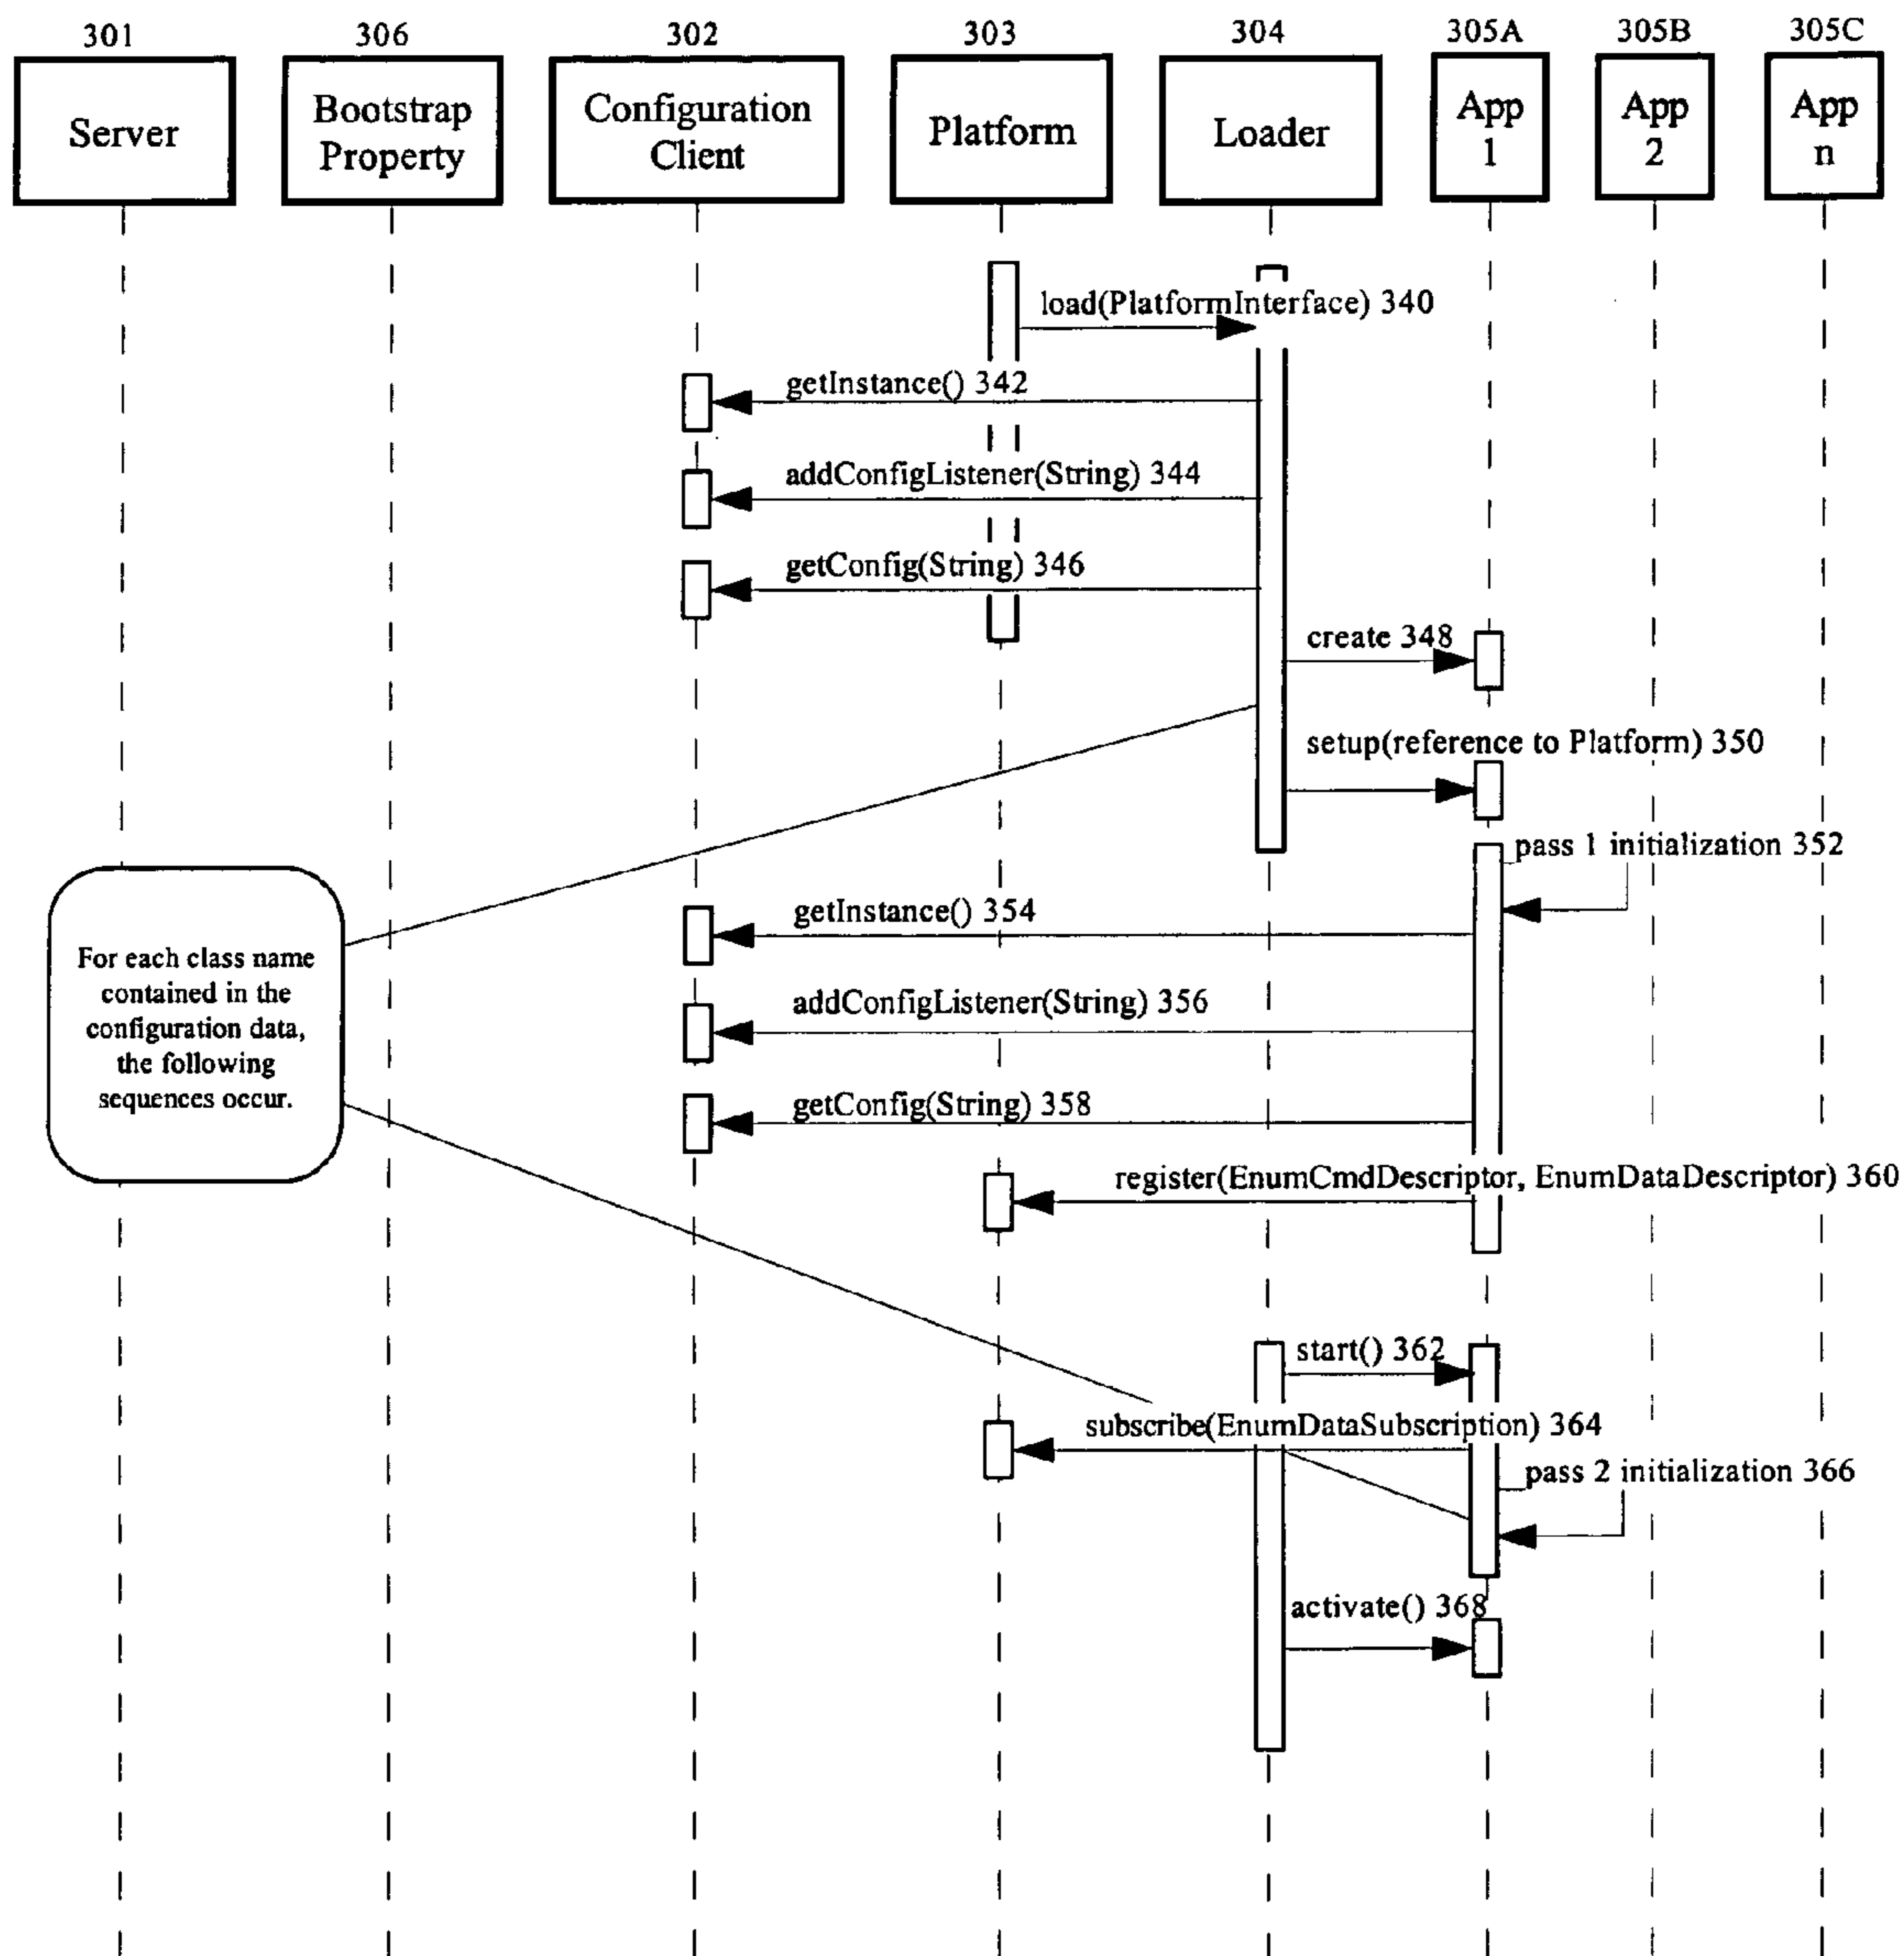 301 306 302 303 304 305A 305B 305C
Server
Bootstrap
Property
Configuration
Client
Platform
Loader
App
1
App
2
App
n
load(PlatformInterface) 340
getInstance() 342
addConfigListener(String) 344
getConfig(String) 346
create 348
setup(reference to Platform) 350
pass 1 initialization 352
For each class name
contained in the
configuration data,
the following
sequences occur.
getInstance() 354
addConfigListener(String) 356
getConfig(String) 358
register(EnumCmdDescriptor, EnumDataDescriptor) 360
start() 362
subscribe(EnumDataSubscription) 364
pass 2 initialization 366
activate() 368